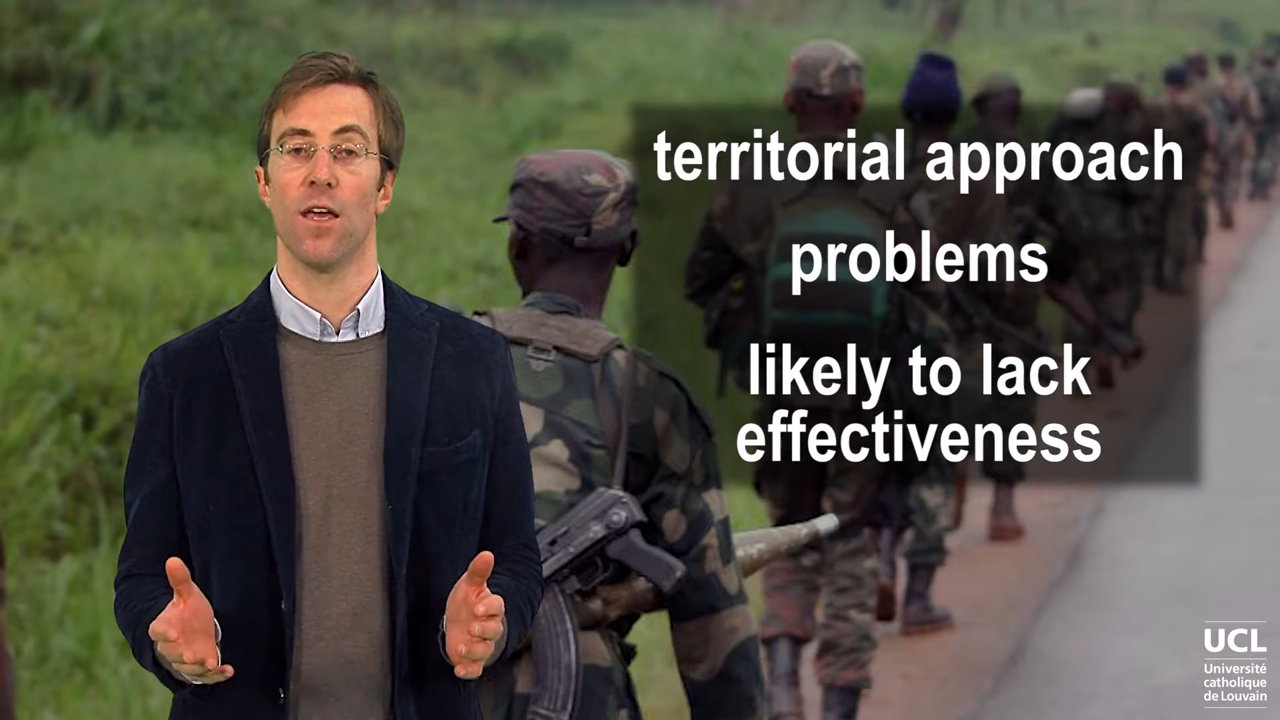 territorial approach
problems
likely to lack
effectiveness
UCL
Université
catholique
de Louvain